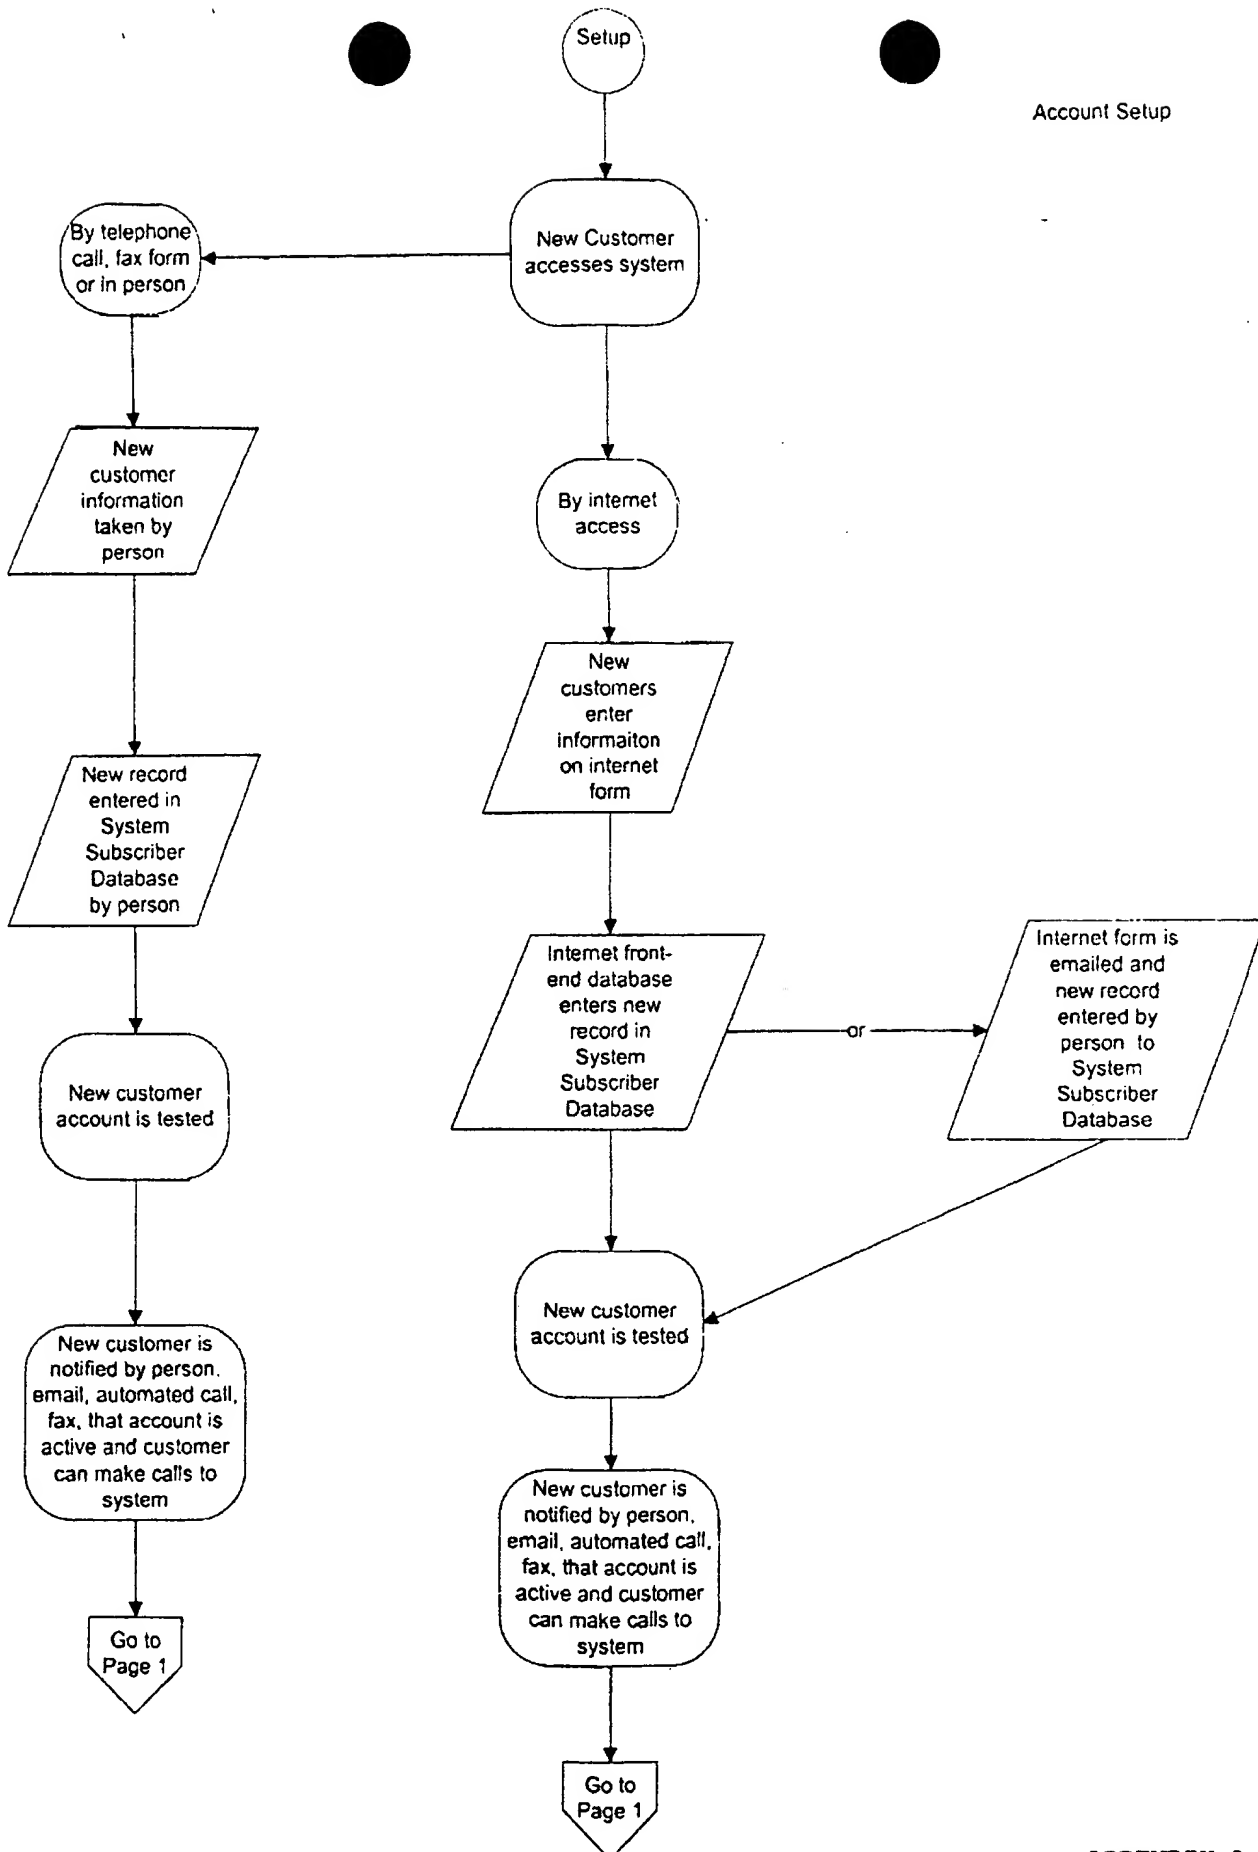 Setup
Account Setup
New Customer
accesses system
By telephone
call, fax form
or in person
New
customer
information
taken by
person
By internet
access
New
customers
enter
informaiton
on internet
form
New record
entered in
System
Subscriber
Database
by person
Internet front-
end database
enters new
record in
System
Subscriber
Database
or
Internet form is
emailed and
new record
entered by
person to
System
Subscriber
Database
New customer
account is tested
New customer
account is tested
New customer is
notified by person,
email, automated call,
fax, that account is
active and customer
can make calls to
system
New customer is
notified by person,
email, automated call,
fax, that account is
active and customer
can make calls to
system
Go to
Page 1
Go to
Page 1